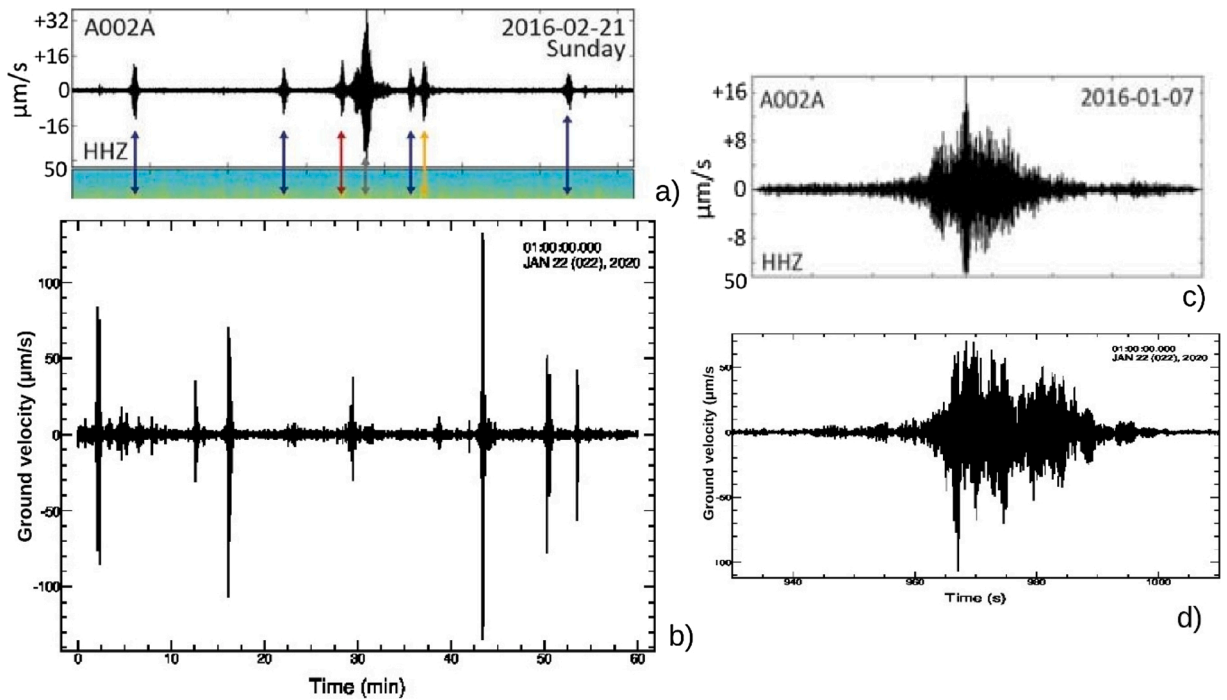 +32
+16
0
-16
50
μm/s
A002A
2016-02-21
Sunday
HHZ
a)
100
50
0
-50
-100
Ground velocity (μm/s)
01:00:00.000
JAN 22 (022), 2020
0 10 20 30 40 50 60
Time (min)
b)
+16
+8
0
-8
50
μm/s
A002A
2016-01-07
HHZ
c)
50
0
-50
100
Ground velocity (μm/s
01:00:00.000
JAN 22 (022), 2020
940 960 980 1000
Time (s)
d)